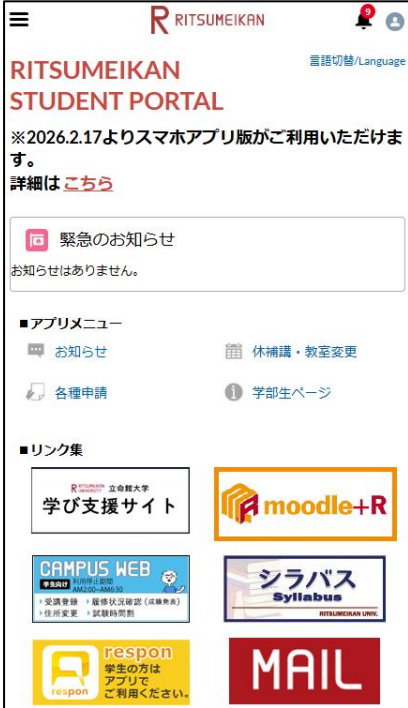 RITSUMEIKAN
9
言語切替/Language
RITSUMEIKAN
STUDENT PORTAL
※2026.2.17よりスマホアプリ版がご利用いただけま
す。
詳細は こちら
緊急のお知らせ
お知らせはありません。
■アプリメニュー
お知らせ
休補講・教室変更
各種申請
学部生ページ
■リンク集
RITSUMEIKAN UNIVERSITY 立命館大学
学び支援サイト
moodle+R
CAMPUS WEB
学生向け 利用停止期間
AM2:00~AM6:30
・受講登録 ・履修状況確認(成績発表)
・住所変更 ・試験時間割
シラバス
Syllabus
RITSUMEIKAN UNIV.
respon
respon
学生の方は
アプリで
ご利用ください。
MAIL